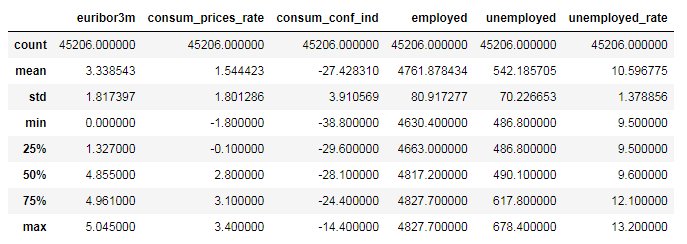 euribor3m consum_prices_rate consum_conf_ind employed unemployed unemployed_rate
count 45206.000000 45206.000000 45206.000000 45206.000000 45206.000000 45206.000000
mean 3.338543 1.544423 -27.428310 4761.878434 542.185705 10.596775
std 1.817397 1.801286 3.910569 80.917277 70.226653 1.378856
min 0.000000 -1.800000 -38.800000 4630.400000 486.800000 9.500000
25% 1.327000 -0.100000 -29.600000 4663.000000 486.800000 9.500000
50% 4.855000 2.800000 -28.100000 4817.200000 490.100000 9.600000
75% 4.961000 3.100000 -24.400000 4827.700000 617.800000 12.100000
max 5.045000 3.400000 -14.400000 4827.700000 678.400000 13.200000